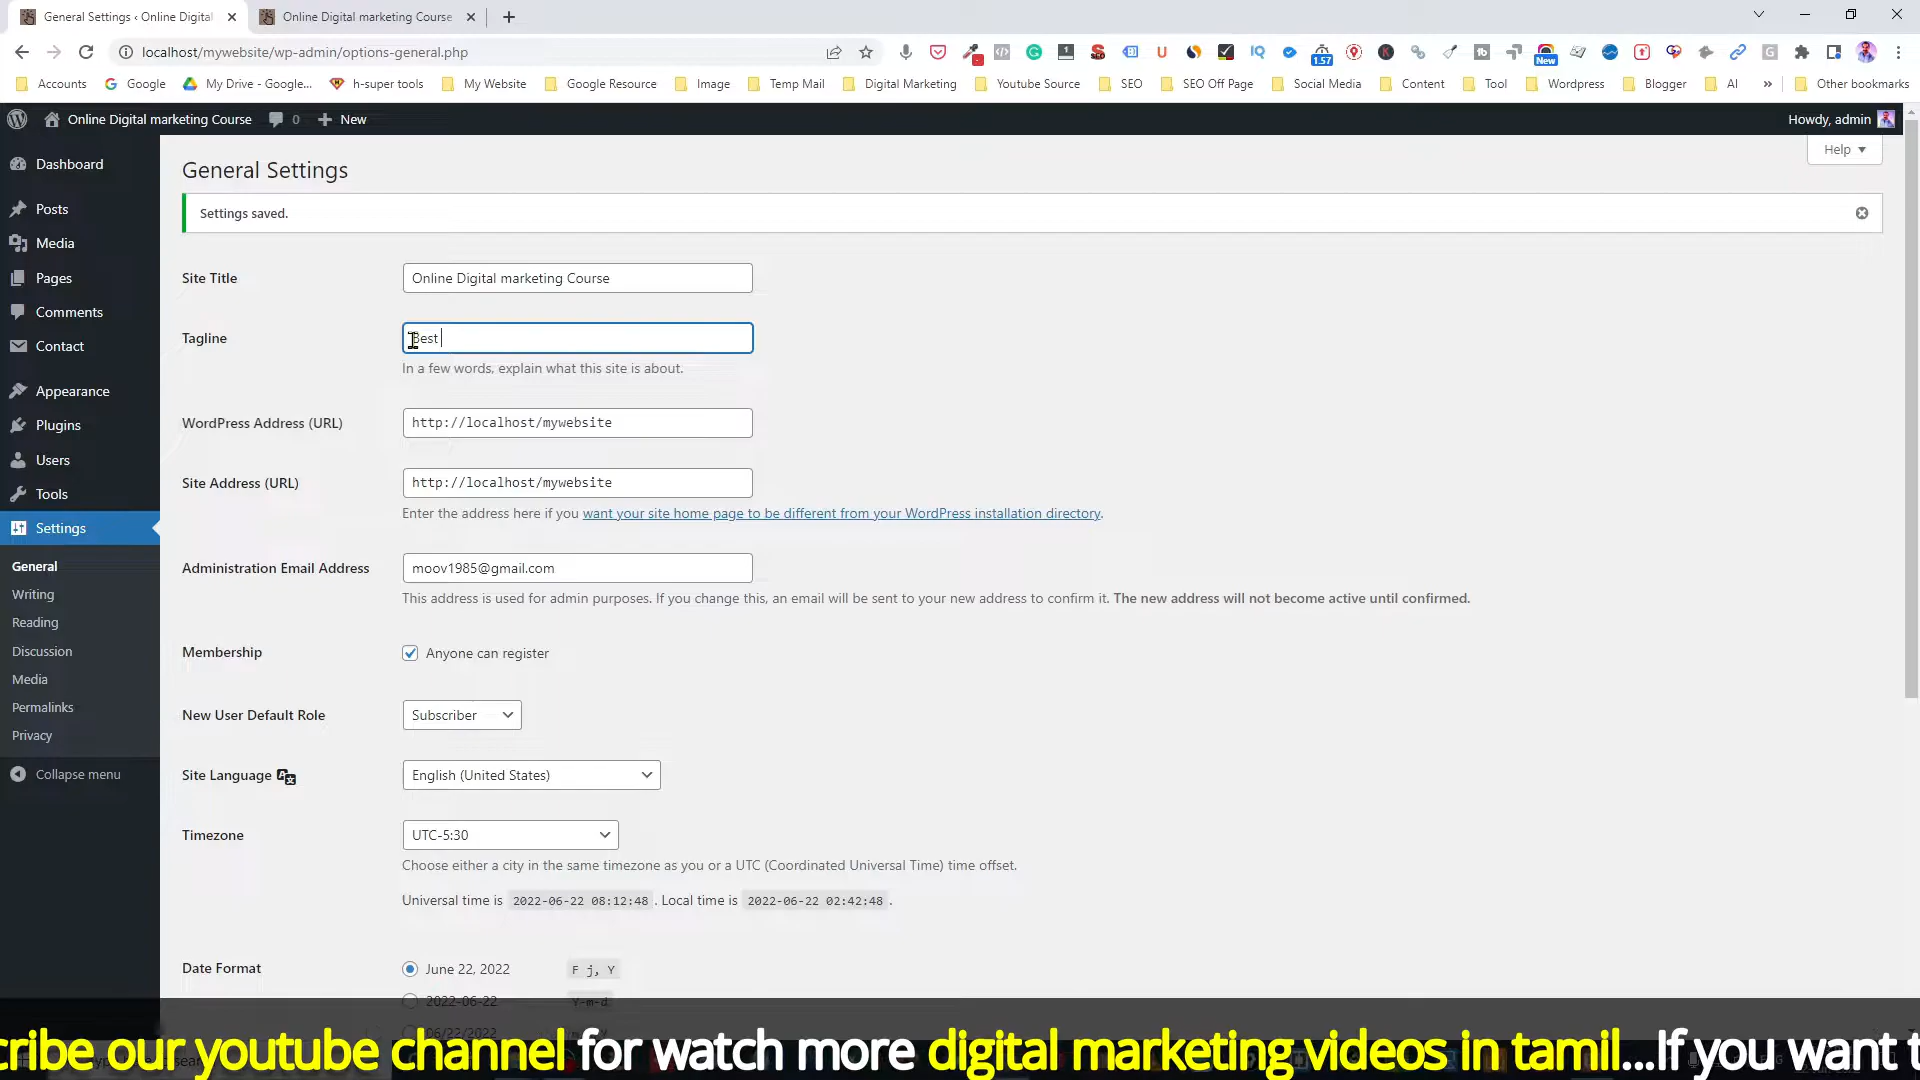 General Settings ‹ Online Digital
Online Digital marketing Course
localhost/mywebsite/wp-admin/options-general.php
1.57
New
Accounts
Google
My Drive - Google...
h-super tools
My Website
Google Resource
Image
Temp Mail
Digital Marketing
Youtube Source
SEO
SEO Off Page
Social Media
Content
Tool
Wordpress
Blogger
AI
»
Other bookmarks
Online Digital marketing Course
0
New
Howdy, admin
Dashboard
Posts
Media
Pages
Comments
Contact
Appearance
Plugins
Users
Tools
Settings
General
Writing
Reading
Discussion
Media
Permalinks
Privacy
Collapse menu
Help
General Settings
Settings saved.
Site Title
Online Digital marketing Course
Tagline
Best
In a few words, explain what this site is about.
WordPress Address (URL)
http://localhost/mywebsite
Site Address (URL)
http://localhost/mywebsite
Enter the address here if you want your site home page to be different from your WordPress installation directory.
Administration Email Address
moov1985@gmail.com
This address is used for admin purposes. If you change this, an email will be sent to your new address to confirm it. The new address will not become active until confirmed.
Membership
Anyone can register
New User Default Role
Subscriber
Site Language
English (United States)
Timezone
UTC-5:30
Choose either a city in the same timezone as you or a UTC (Coordinated Universal Time) time offset.
Universal time is 2022-06-22 08:12:48 . Local time is 2022-06-22 02:42:48 .
Date Format
June 22, 2022
F j, Y
2022-06-22
Y-m-d
06/22/2022
cribe our youtube channel for watch more digital marketing videos in tamil...If you want t